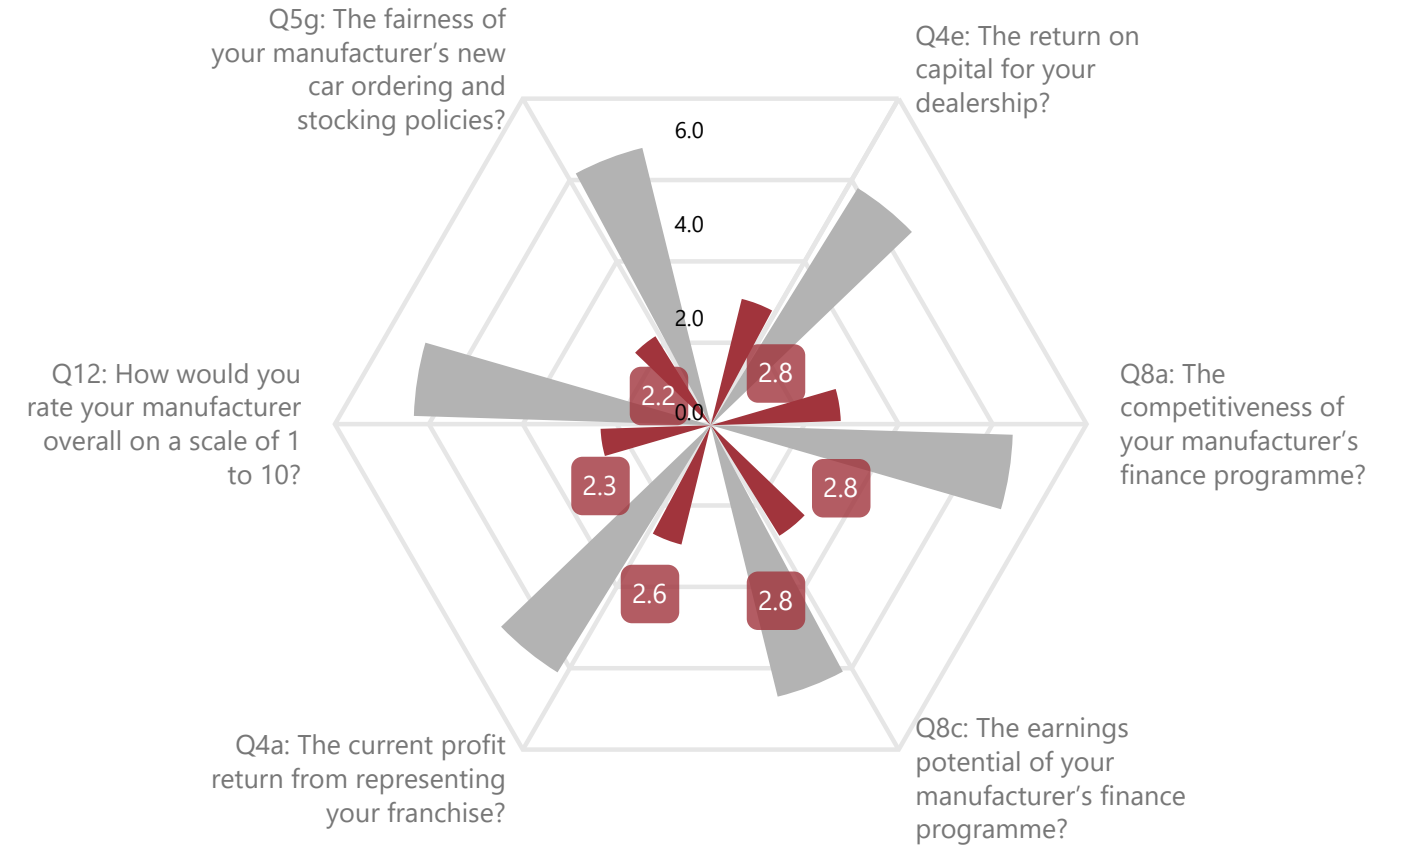 Q5g: The fairness of
your manufacturer’s new
car ordering and
stocking policies?
Q4e: The return on
capital for your
dealership?
6.0
4.0
2.0
0.0
2.8
2.2
Q12: How would you
rate your manufacturer
overall on a scale of 1
to 10?
Q8a: The
competitiveness of
your manufacturer’s
finance programme?
2.3
2.8
2.6
2.8
Q4a: The current profit
return from representing
your franchise?
Q8c: The earnings
potential of your
manufacturer’s finance
programme?